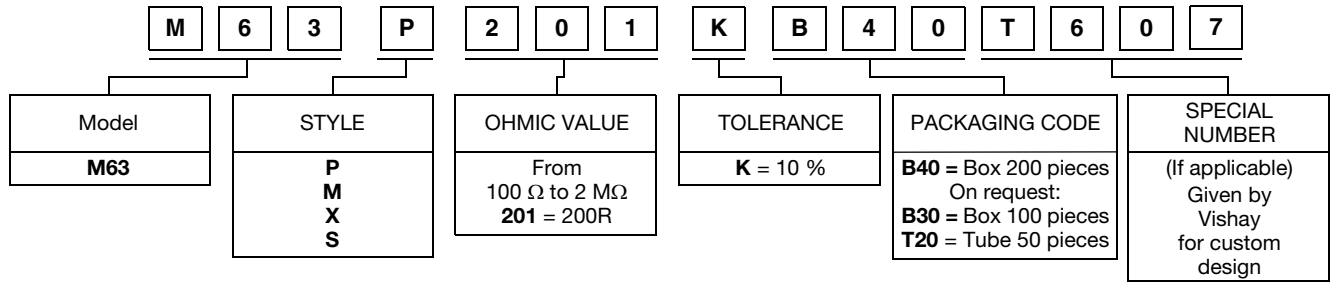 M 6 3 P 2 0 1 K B 4 0 T 6 0 7
Model
M63
STYLE
P
M
X
S
OHMIC VALUE
From
100 Ω to 2 MΩ
201 = 200R
TOLERANCE
K = 10 %
PACKAGING CODE
B40 = Box 200 pieces
On request:
B30 = Box 100 pieces
T20 = Tube 50 pieces
SPECIAL
NUMBER
(If applicable)
Given by
Vishay
for custom
design